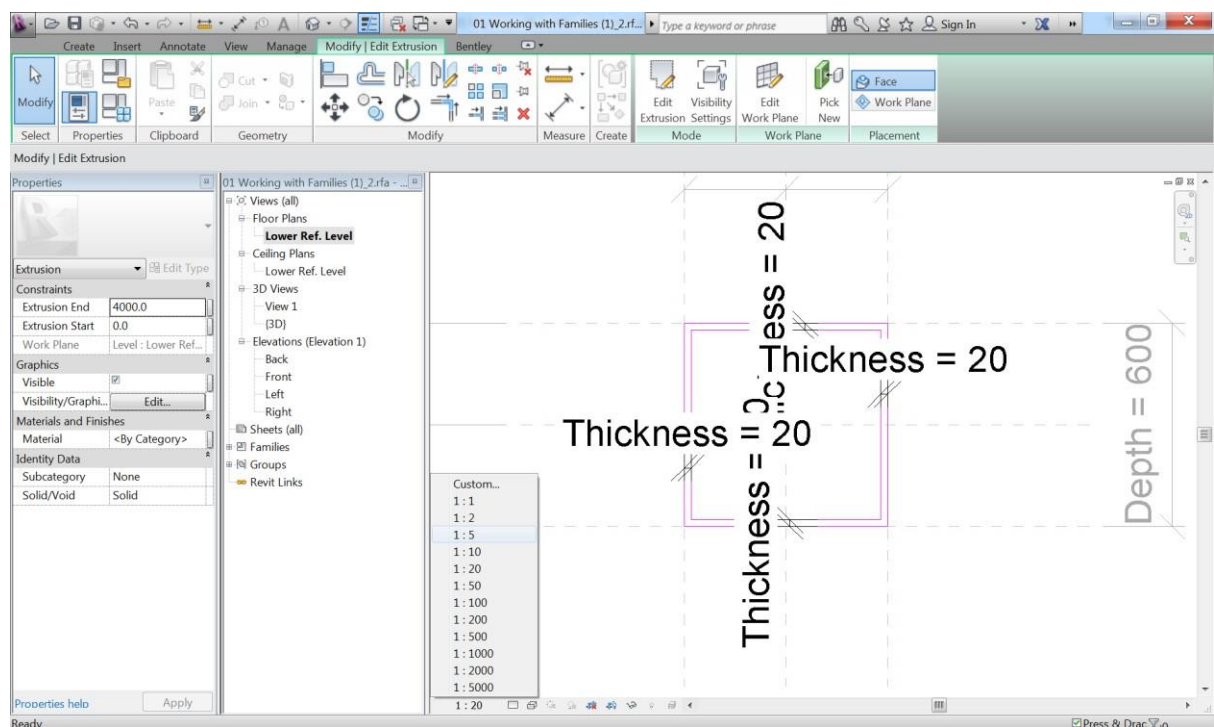 01 Working with Families (1)_2.rf...
Type a keyword or phrase
Sign In
Create Insert Annotate View Manage Modify | Edit Extrusion Bentley
Modify
Paste
Cut
Join
Edit Extrusion
Visibility Settings
Edit Work Plane
Pick New
Face
Work Plane
Select Properties Clipboard Geometry Modify Measure Create Mode Work Plane Placement
Modify | Edit Extrusion
Properties
Extrusion
Edit Type
Constraints
Extrusion End 4000.0
Extrusion Start 0.0
Work Plane Level : Lower Ref...
Graphics
Visible
Visibility/Graphi... Edit...
Materials and Finishes
Material <By Category>
Identity Data
Subcategory None
Solid/Void Solid
Properties help Apply
Ready
01 Working with Families (1)_2.rfa - ...
Views (all)
Floor Plans
Lower Ref. Level
Ceiling Plans
Lower Ref. Level
3D Views
View 1
{3D}
Elevations (Elevation 1)
Back
Front
Left
Right
Sheets (all)
Families
Groups
Revit Links
Custom...
1 : 1
1 : 2
1 : 5
1 : 10
1 : 20
1 : 50
1 : 100
1 : 200
1 : 500
1 : 1000
1 : 2000
1 : 5000
1 : 20
Thickness = 20
Thickness = 20
Thickness =
ess = 20
Depth = 600
Press & Drag